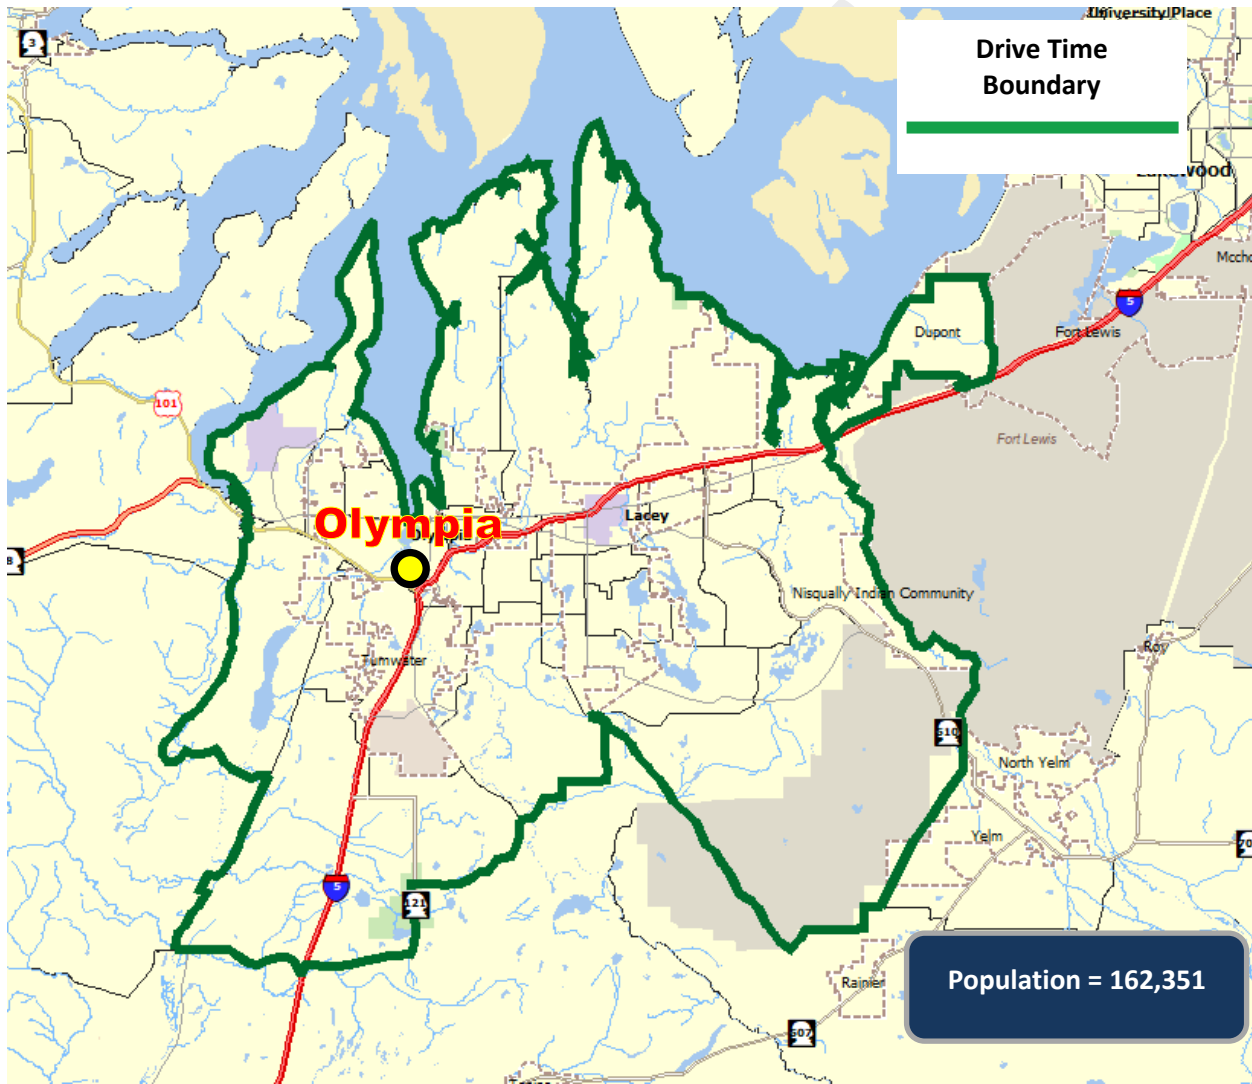 University Place
3
Drive Time
Boundary
Lakewood
5
Dupont
Fort Lewis
101
Fort Lewis
Olympia
Lacey
8
Nisqually Indian Community
Tumwater
Roy
510
North Yelm
Yelm
5
121
Population = 162,351
Rainier
507